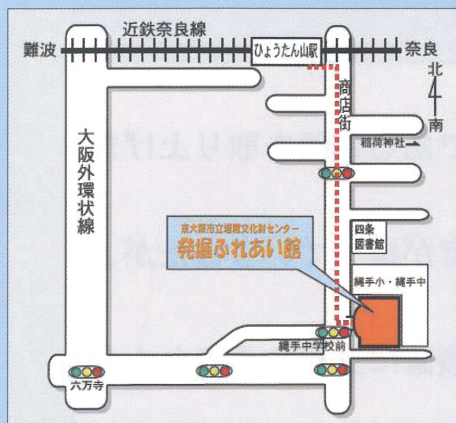 近鉄奈良線
難波
ひょうたん山駅
奈良
北
南
商店街
稲荷神社
大阪外環状線
四条
図書館
東大阪市立埋蔵文化財センター
発掘ふれあい館
縄手小・縄手中
縄手中学校前
六万寺